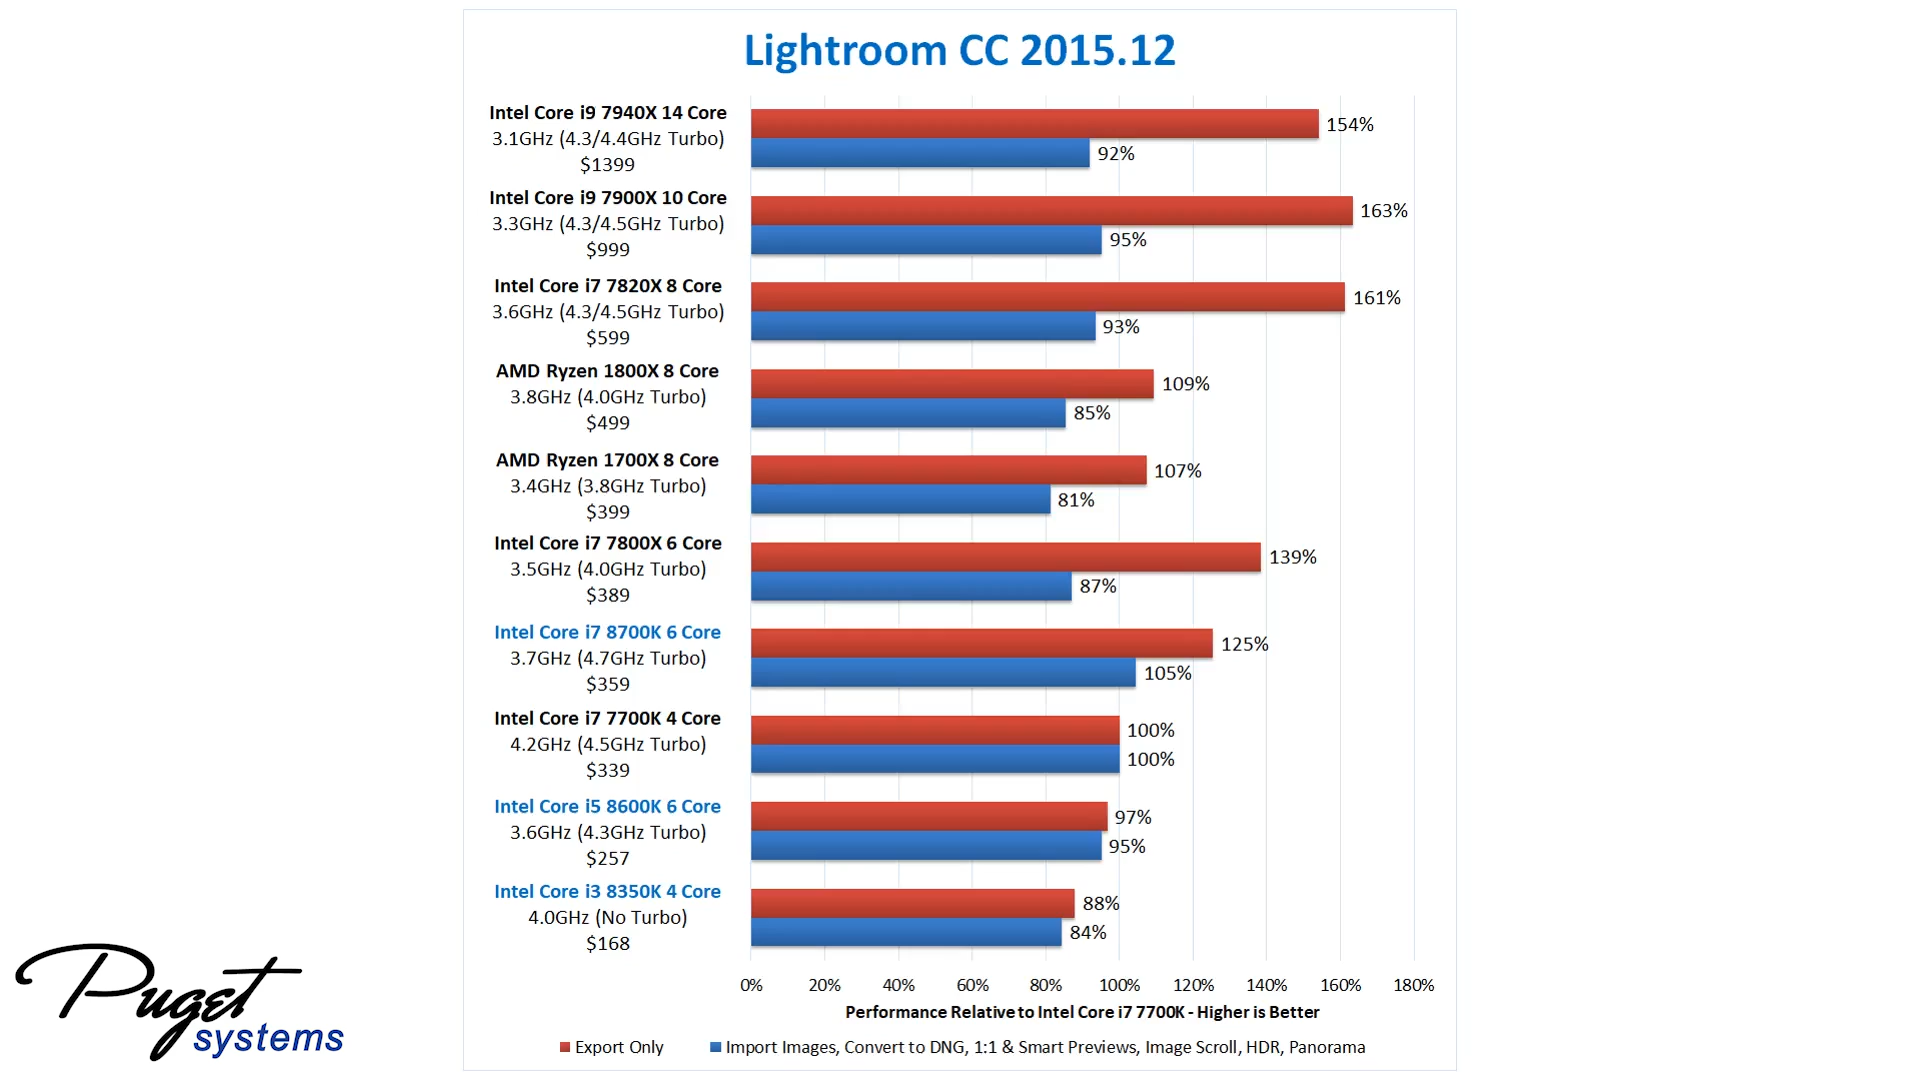 Lightroom CC 2015.12
Intel Core i9 7940X 14 Core
3.1GHz (4.3/4.4GHz Turbo)
$1399
154%
92%
Intel Core i9 7900X 10 Core
3.3GHz (4.3/4.5GHz Turbo)
$999
163%
95%
Intel Core i7 7820X 8 Core
3.6GHz (4.3/4.5GHz Turbo)
$599
161%
93%
AMD Ryzen 1800X 8 Core
3.8GHz (4.0GHz Turbo)
$499
109%
85%
AMD Ryzen 1700X 8 Core
3.4GHz (3.8GHz Turbo)
$399
107%
81%
Intel Core i7 7800X 6 Core
3.5GHz (4.0GHz Turbo)
$389
139%
87%
Intel Core i7 8700K 6 Core
3.7GHz (4.7GHz Turbo)
$359
125%
105%
Intel Core i7 7700K 4 Core
4.2GHz (4.5GHz Turbo)
$339
100%
100%
Intel Core i5 8600K 6 Core
3.6GHz (4.3GHz Turbo)
$257
97%
95%
Intel Core i3 8350K 4 Core
4.0GHz (No Turbo)
$168
88%
84%
0% 20% 40% 60% 80% 100% 120% 140% 160% 180%
Performance Relative to Intel Core i7 7700K - Higher is Better
Export Only Import Images, Convert to DNG, 1:1 & Smart Previews, Image Scroll, HDR, Panorama
Puget
systems